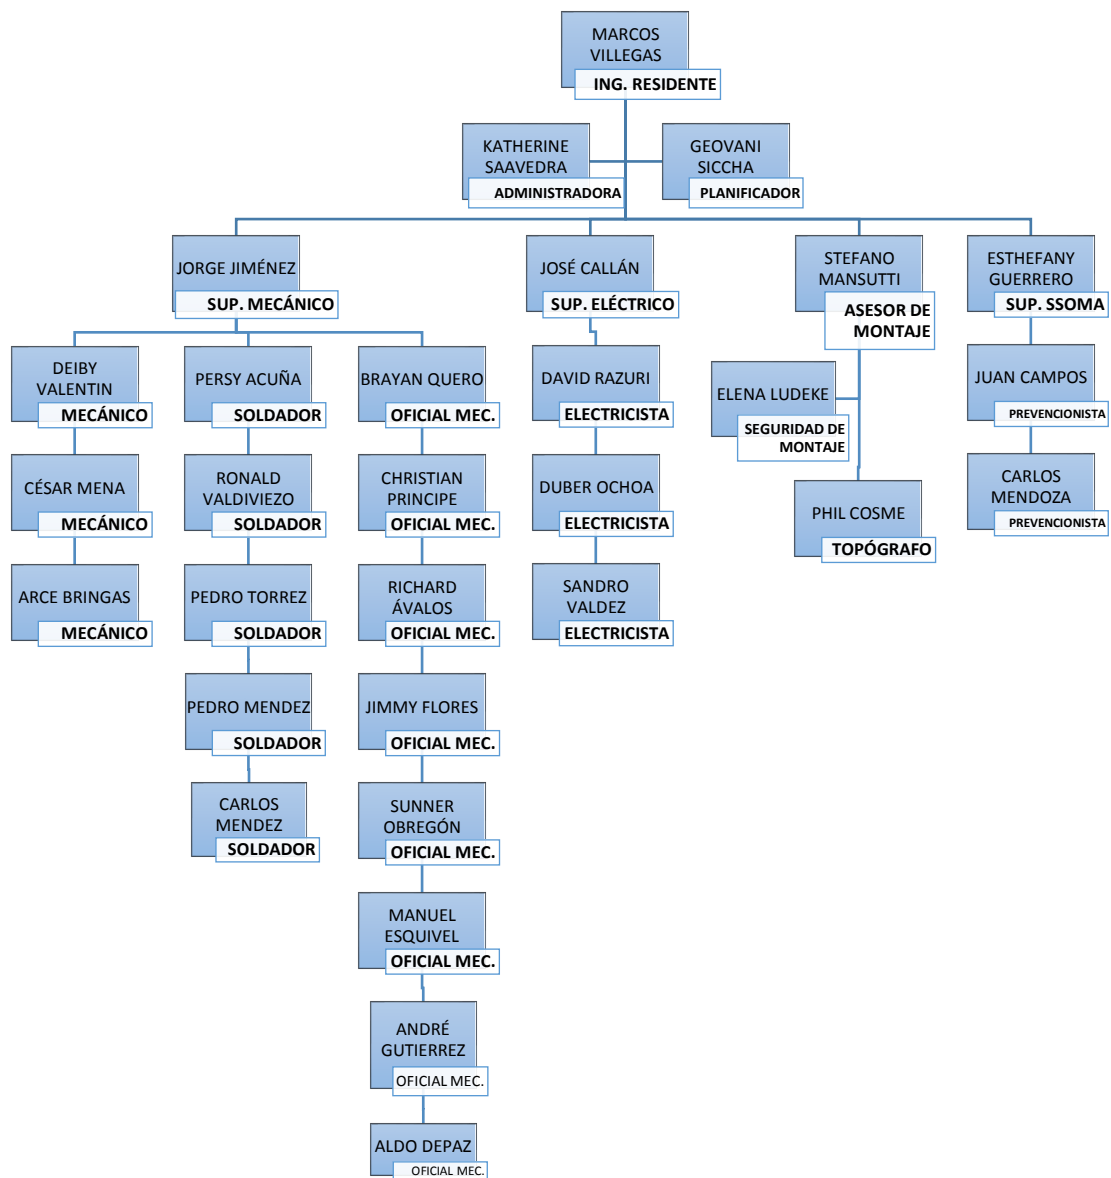 MARCOS
VILLEGAS
ING. RESIDENTE
KATHERINE
SAAVEDRA
ADMINISTRADORA
GEOVANI
SICCHA
PLANIFICADOR
JORGE JIMÉNEZ
SUP. MECÁNICO
JOSÉ CALLÁN
SUP. ELÉCTRICO
STEFANO
MANSUTTI
ASESOR DE
MONTAJE
ESTHEFANY
GUERRERO
SUP. SSOMA
DEIBY
VALENTIN
MECÁNICO
PERSY ACUÑA
SOLDADOR
BRAYAN QUERO
OFICIAL MEC.
DAVID RAZURI
ELECTRICISTA
ELENA LUDEKE
SEGURIDAD DE
MONTAJE
JUAN CAMPOS
PREVENCIONISTA
CÉSAR MENA
MECÁNICO
RONALD
VALDIVIEZO
SOLDADOR
CHRISTIAN
PRINCIPE
OFICIAL MEC.
DUBER OCHOA
ELECTRICISTA
PHIL COSME
TOPÓGRAFO
CARLOS
MENDOZA
PREVENCIONISTA
ARCE BRINGAS
MECÁNICO
PEDRO TORREZ
SOLDADOR
RICHARD
ÁVALOS
OFICIAL MEC.
SANDRO
VALDEZ
ELECTRICISTA
PEDRO MENDEZ
SOLDADOR
JIMMY FLORES
OFICIAL MEC.
CARLOS
MENDEZ
SOLDADOR
SUNNER
OBREGÓN
OFICIAL MEC.
MANUEL
ESQUIVEL
OFICIAL MEC.
ANDRÉ
GUTIERREZ
OFICIAL MEC.
ALDO DEPAZ
OFICIAL MEC.